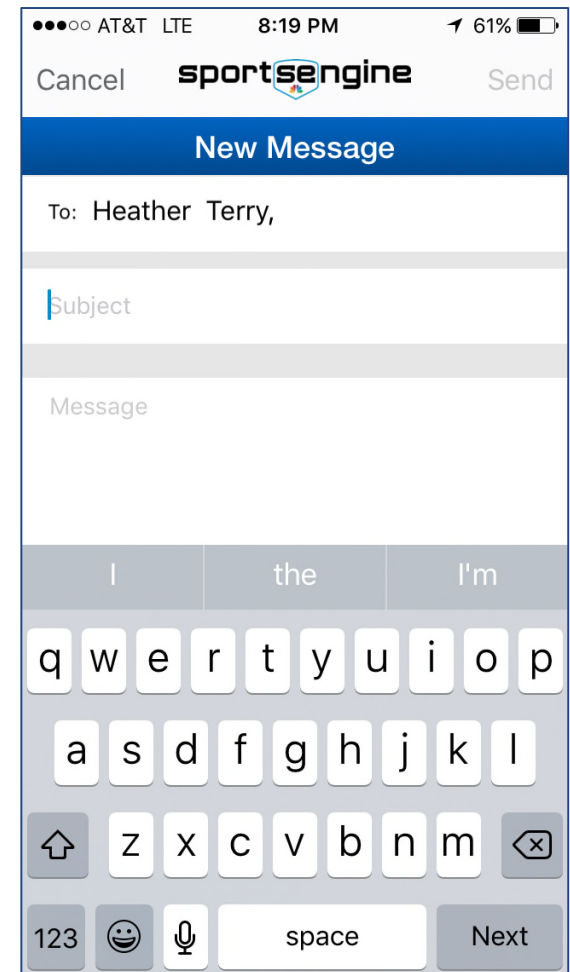 AT&T LTE 8:19 PM 61%
Cancel sportsengine Send
New Message
To: Heather Terry,
Subject
Message
I the I'm
q w e r t y u i o p
a s d f g h j k l
z x c v b n m
123 space Next